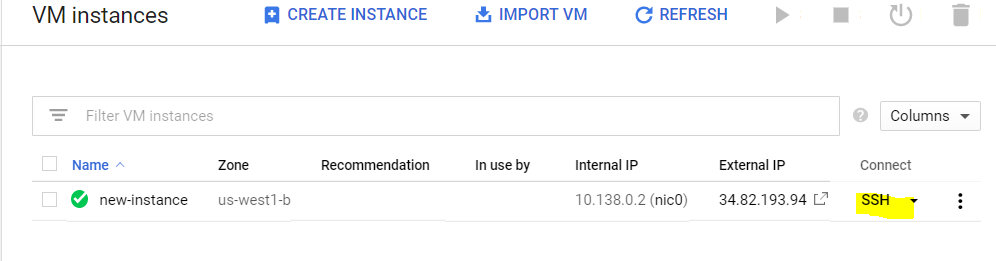 VM instances CREATE INSTANCE IMPORT VM REFRESH
Filter VM instances ? Columns
Name Zone Recommendation In use by Internal IP External IP Connect
new-instance us-west1-b 10.138.0.2 (nic0) 34.82.193.94 SSH